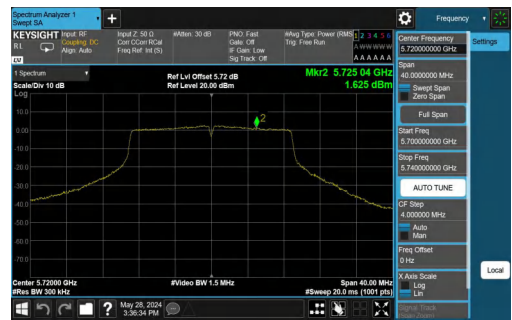 Spectrum Analyzer 1
Swept SA
Frequency
KEYSIGHT
RL
Input: RF
Coupling: DC
Align: Auto
Input Z: 50 Ω
Corr CCorr RCal
Freq Ref: Int (S)
#Atten: 30 dB
PNO: Fast
Gate: Off
IF Gain: Low
Sig Track: Off
#Avg Type: Power (RMS
Trig: Free Run
1 2 3 4 5 6
A W W W W W
A A A A A A
LV
1 Spectrum
Scale/Div 10 dB
Log
Ref Lvl Offset 5.72 dB
Ref Level 20.00 dBm
Mkr2 5.725 04 GHz
1.625 dBm
2
10.0
0.00
-10.0
-20.0
-30.0
-40.0
-50.0
-60.0
-70.0
Center 5.72000 GHz
#Res BW 300 kHz
#Video BW 1.5 MHz
Span 40.00 MHz
#Sweep 20.0 ms (1001 pts)
Center Frequency
5.720000000 GHz
Settings
Span
40.0000000 MHz
Swept Span
Zero Span
Full Span
Start Freq
5.700000000 GHz
Stop Freq
5.740000000 GHz
AUTO TUNE
CF Step
4.000000 MHz
Auto
Man
Freq Offset
0 Hz
X Axis Scale
Log
Lin
Local
Signal Track
May 28, 2024
3:36:34 PM